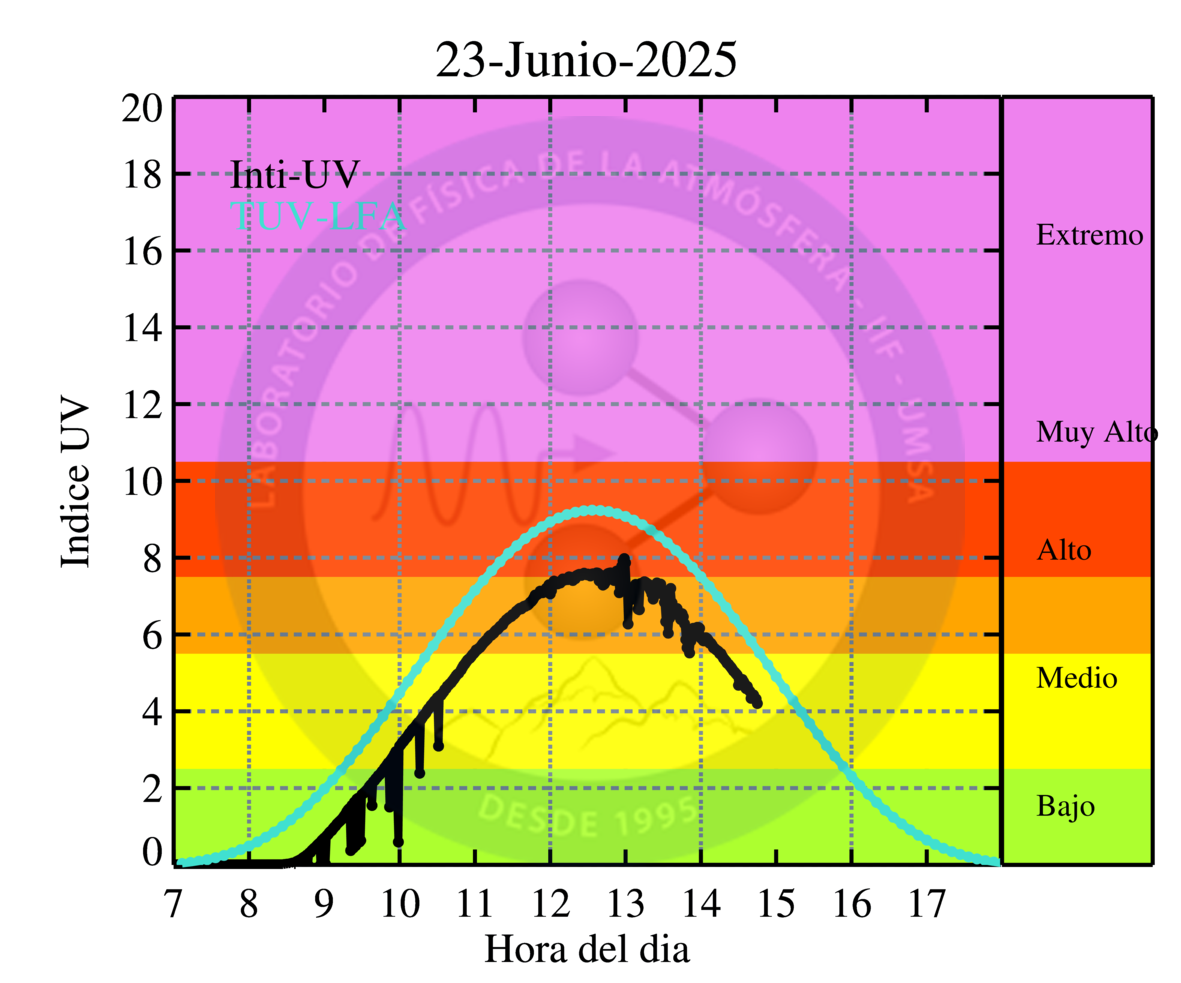 23-Junio-2025
Inti-UV
TUV-LFA
LABORATORIO DE FÍSICA DE LA ATMÓSFERA - IIF - UMSA
DESDE 1995
Indice UV
20
18
16
14
12
10
8
6
4
2
0
Extremo
Muy Alto
Alto
Medio
Bajo
7 8 9 10 11 12 13 14 15 16 17
Hora del dia